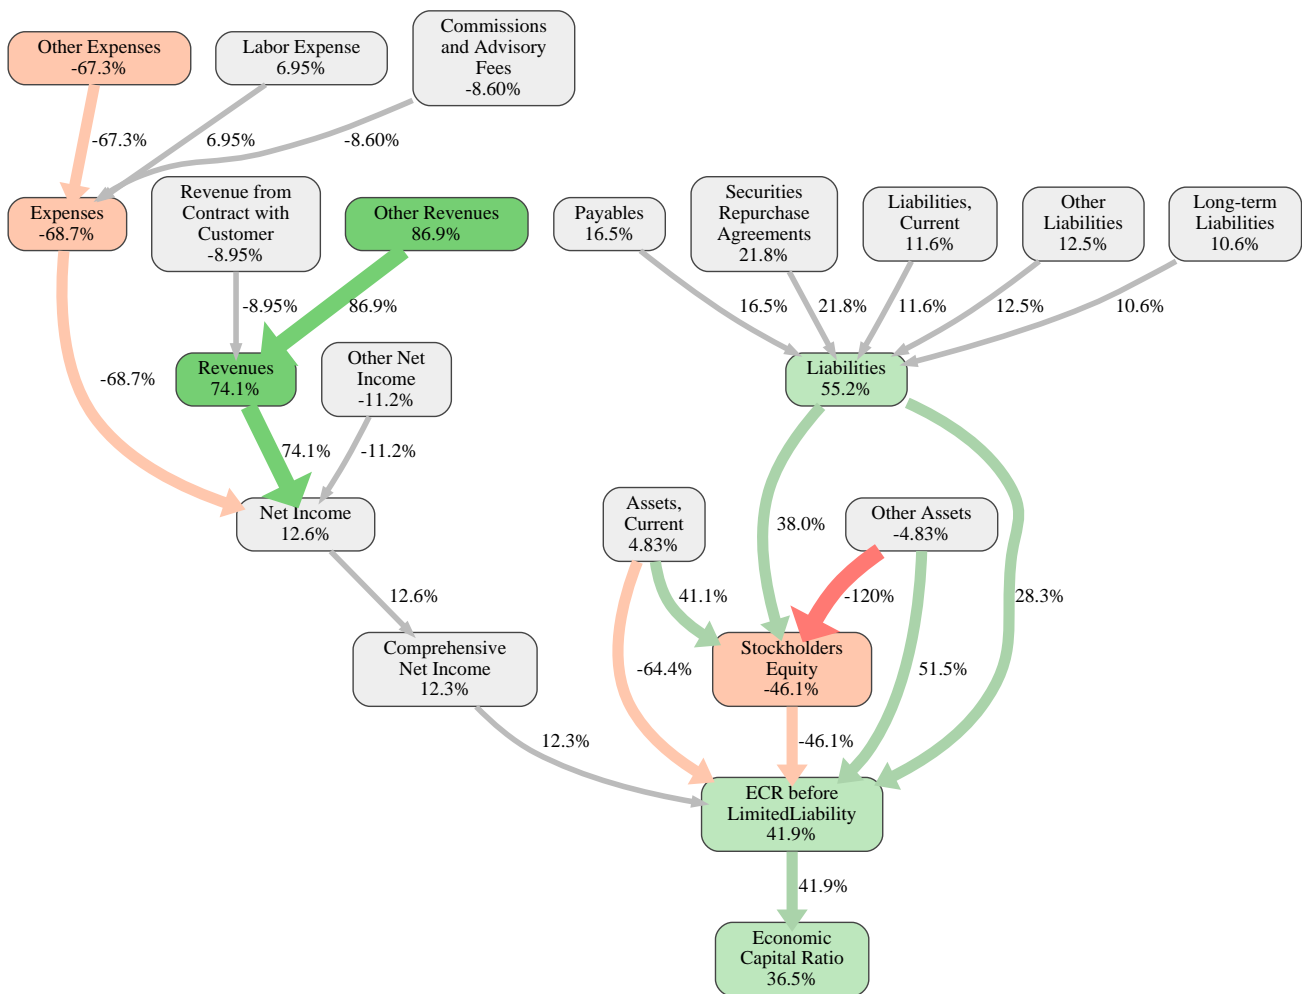 Other Expenses
-67.3%
Labor Expense
6.95%
Commissions
and Advisory
Fees
-8.60%
-67.3%
6.95%
-8.60%
Expenses
-68.7%
Revenue from
Contract with
Customer
-8.95%
Other Revenues
86.9%
Payables
16.5%
Securities
Repurchase
Agreements
21.8%
Liabilities,
Current
11.6%
Other
Liabilities
12.5%
Long-term
Liabilities
10.6%
-8.95%
86.9%
16.5%
21.8%
11.6%
12.5%
10.6%
-68.7%
Revenues
74.1%
Other Net
Income
-11.2%
Liabilities
55.2%
74.1%
-11.2%
38.0%
28.3%
Net Income
12.6%
Assets,
Current
4.83%
Other Assets
-4.83%
12.6%
41.1%
-120%
-64.4%
51.5%
Comprehensive
Net Income
12.3%
Stockholders
Equity
-46.1%
12.3%
-46.1%
ECR before
LimitedLiability
41.9%
41.9%
Economic
Capital Ratio
36.5%